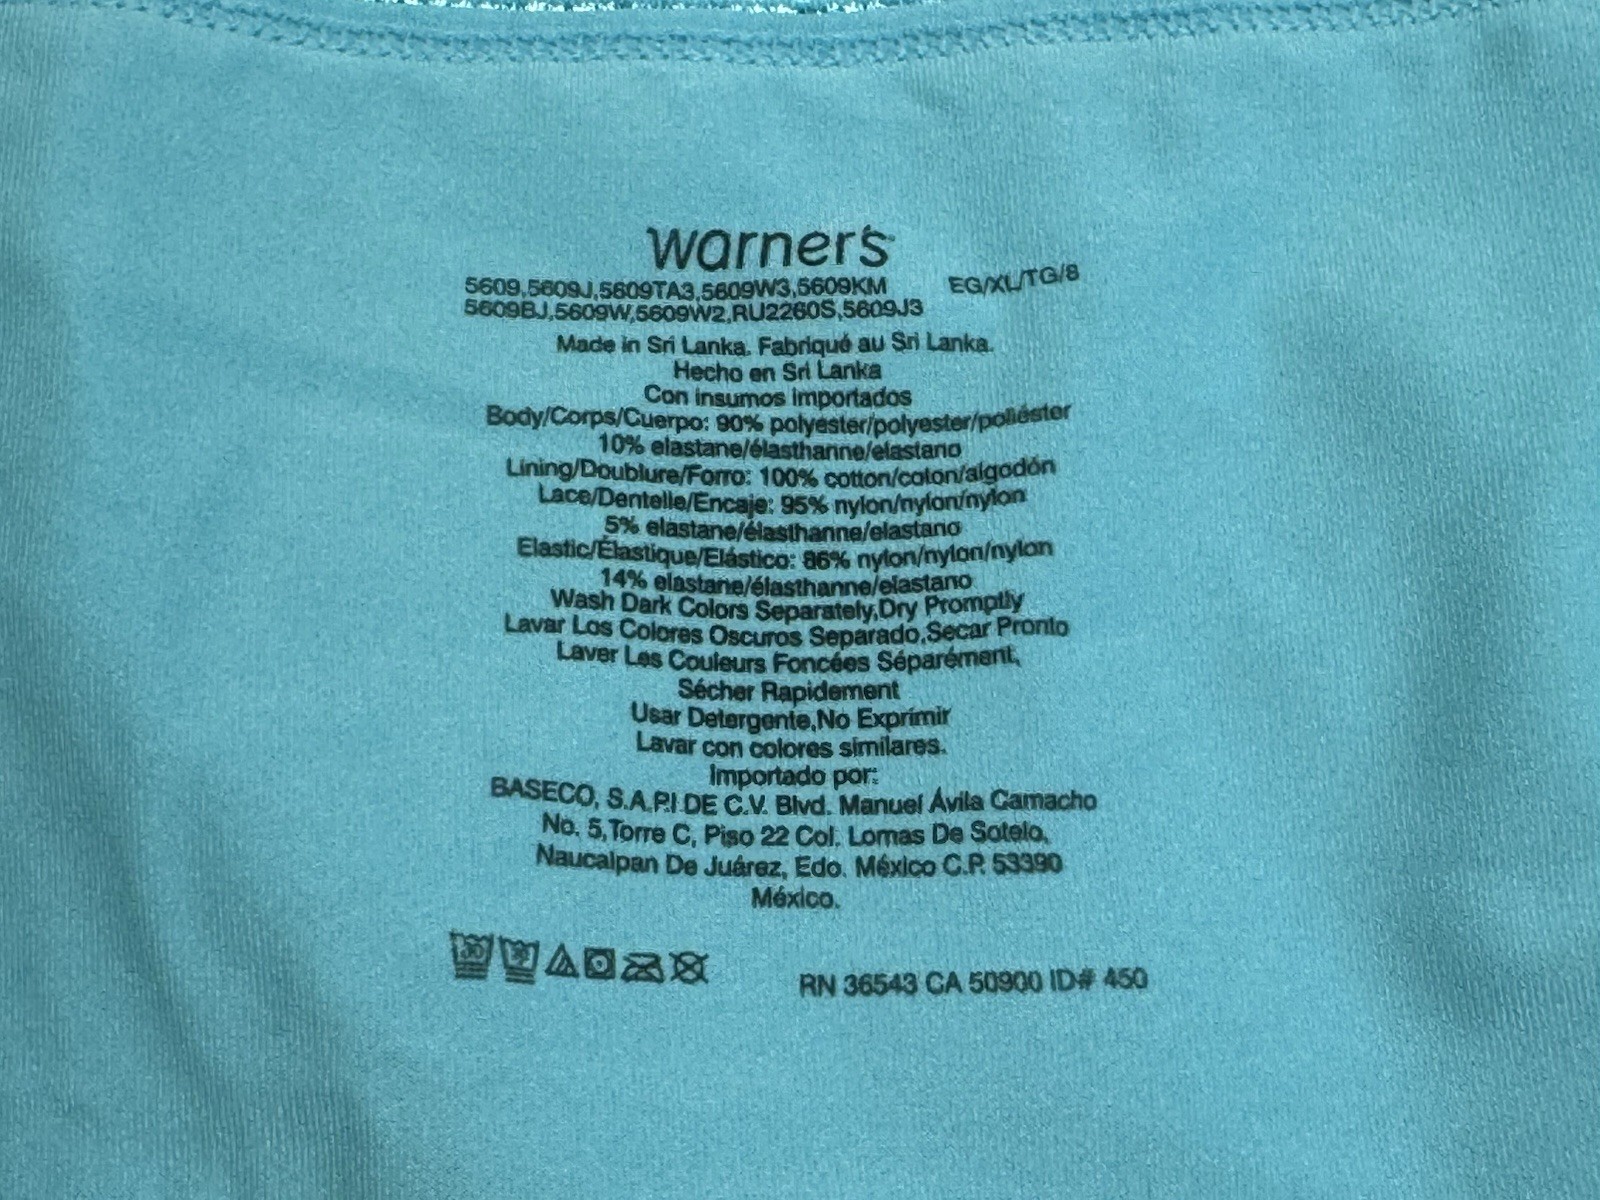 warner's
5609,5609J,5609TA3,5609W3,5609KM EG/XL/TG/8
5609BJ,5609W,5609W2,RU2260S,5609J3
Made in Sri Lanka. Fabriqué au Sri Lanka.
Hecho en Sri Lanka
Con insumos importados
Body/Corps/Cuerpo: 90% polyester/polyester/poliéster
10% elastane/élasthanne/elastano
Lining/Doublure/Forro: 100% cotton/coton/algodón
Lace/Dentelle/Encaje: 95% nylon/nylon/nylon
5% elastane/élasthanne/elastano
Elastic/Élastique/Elástico: 86% nylon/nylon/nylon
14% elastane/élasthanne/elastano
Wash Dark Colors Separately,Dry Promptly
Lavar Los Colores Oscuros Separado,Secar Pronto
Laver Les Couleurs Foncées Séparément,
Sécher Rapidement
Usar Detergente,No Exprimir
Lavar con colores similares.
Importado por:
BASECO, S.A.P.I DE C.V. Blvd. Manuel Ávila Camacho
No. 5,Torre C, Piso 22 Col. Lomas De Sotelo,
Naucalpan De Juárez, Edo. México C.P. 53390
México.
30 30
RN 36543 CA 50900 ID# 450